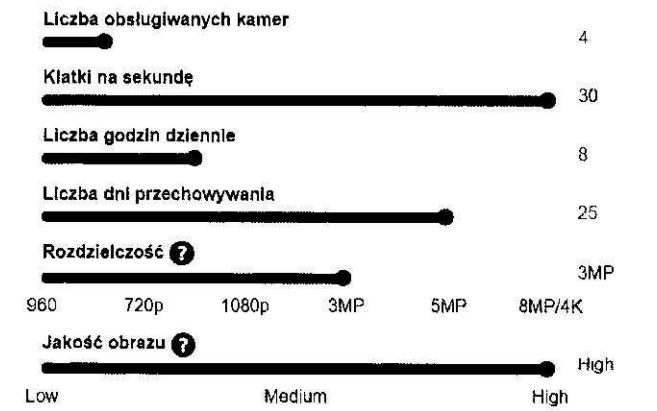 Liczba obsługiwanych kamer
4
Klatki na sekundę
30
Liczba godzin dziennie
8
Liczba dni przechowywania
25
Rozdzielczość ?
3MP
960 720p 1080p 3MP 5MP 8MP/4K
Jakość obrazu ?
High
Low Medium High